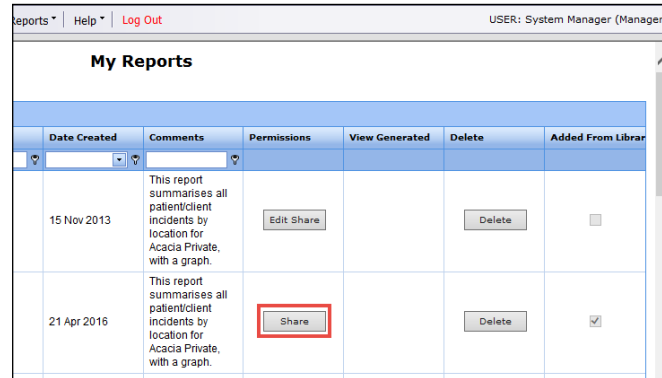 Reports Help Log Out USER: System Manager (Manager
My Reports
Date Created Comments Permissions View Generated Delete Added From Librar
This report
summarises all
patient/client
15 Nov 2013 incidents by Edit Share Delete
location for
Acacia Private,
with a graph.
This report
summarises all
patient/client
21 Apr 2016 incidents by Share Delete
location for
Acacia Private,
with a graph.